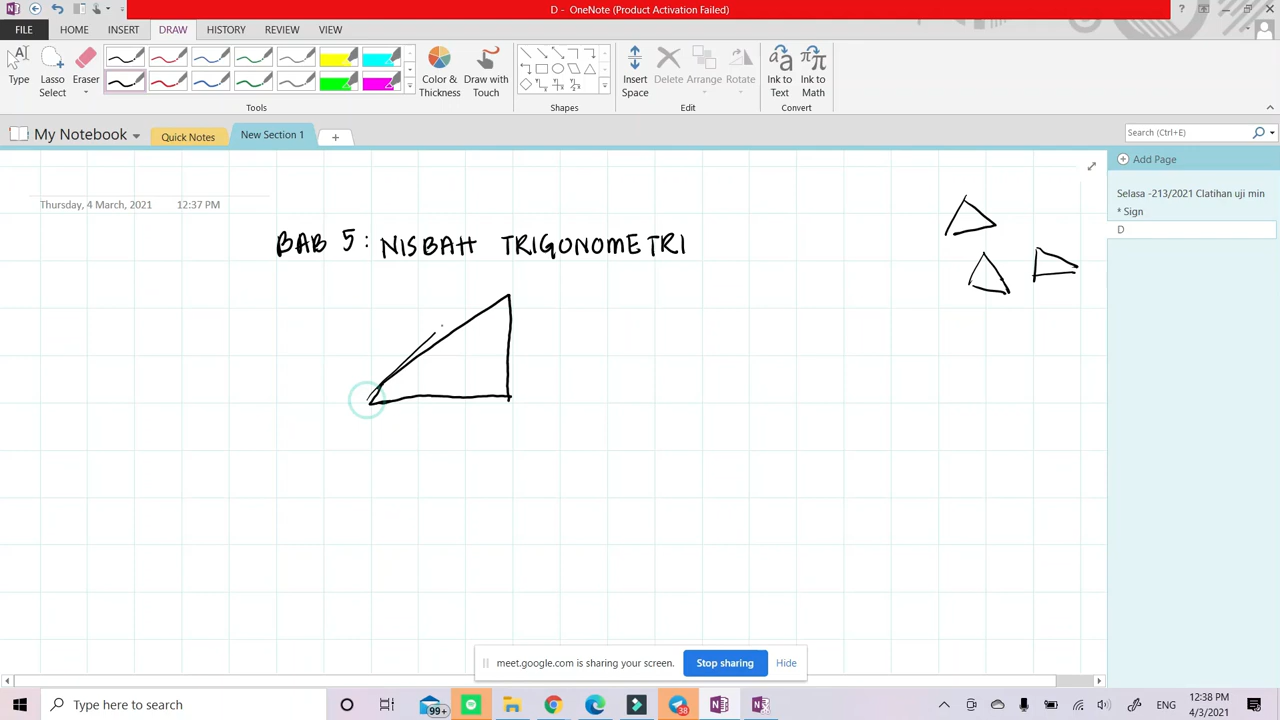 D - OneNote (Product Activation Failed)
FILE HOME INSERT DRAW HISTORY REVIEW VIEW
Type Lasso Select Eraser Color & Thickness Draw with Touch Insert Space Delete Arrange Rotate Ink to Text Ink to Math
Tools Shapes Edit Convert
My Notebook Quick Notes New Section 1 Search (Ctrl+E)
Add Page
Selasa -213/2021 Clatihan uji min
* Sign
D
Thursday, 4 March, 2021 12:37 PM
BAB 5 : NISBAH TRIGONOMETRI
meet.google.com is sharing your screen. Stop sharing Hide
Type here to search 99+ 38 ENG 12:38 PM
4/3/2021